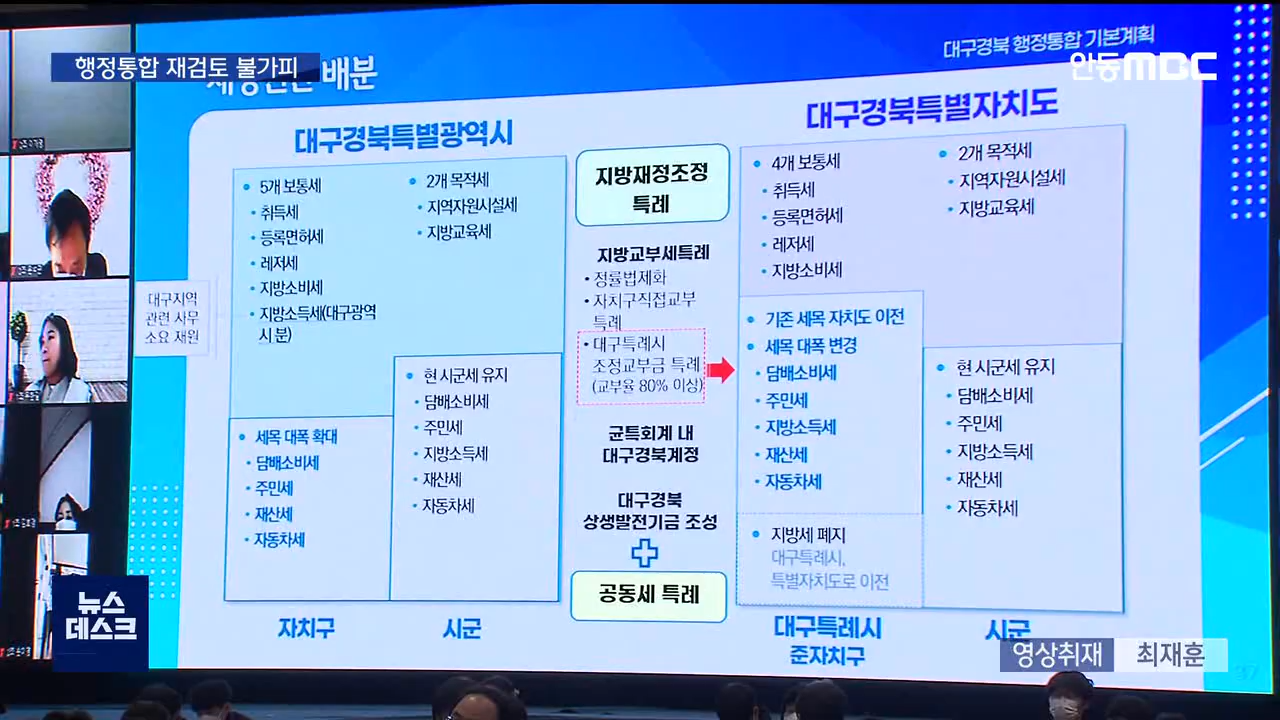 행정통합 재검토 불가피
배분
대구경북 행정통합 기본계획
안동MBC
대구경북특별광역시
5개 보통세
취득세
등록면허세
레저세
지방소비세
지방소득세(대구광역
시 분)
2개 목적세
지역자원시설세
지방교육세
대구지역
관련 사무
소요 재원
세목 대폭 확대
담배소비세
주민세
재산세
자동차세
현 시군세 유지
담배소비세
주민세
지방소득세
재산세
자동차세
자치구
시군
지방재정조정
특례
지방교부세특례
정률법제화
자치구직접교부
특례
대구특례시
조정교부금 특례
(교부율 80% 이상)
균특회계 내
대구경북계정
대구경북
상생발전기금 조성
공동세 특례
대구경북특별자치도
4개 보통세
취득세
등록면허세
레저세
지방소비세
2개 목적세
지역자원시설세
지방교육세
기존 세목 자치도 이전
세목 대폭 변경
담배소비세
주민세
지방소득세
재산세
자동차세
지방세 폐지
대구특례시,
특별자치도로 이전
현 시군세 유지
담배소비세
주민세
지방소득세
재산세
자동차세
대구특례시
준자치구
시군
뉴스
데스크
영상취재 최재훈
37